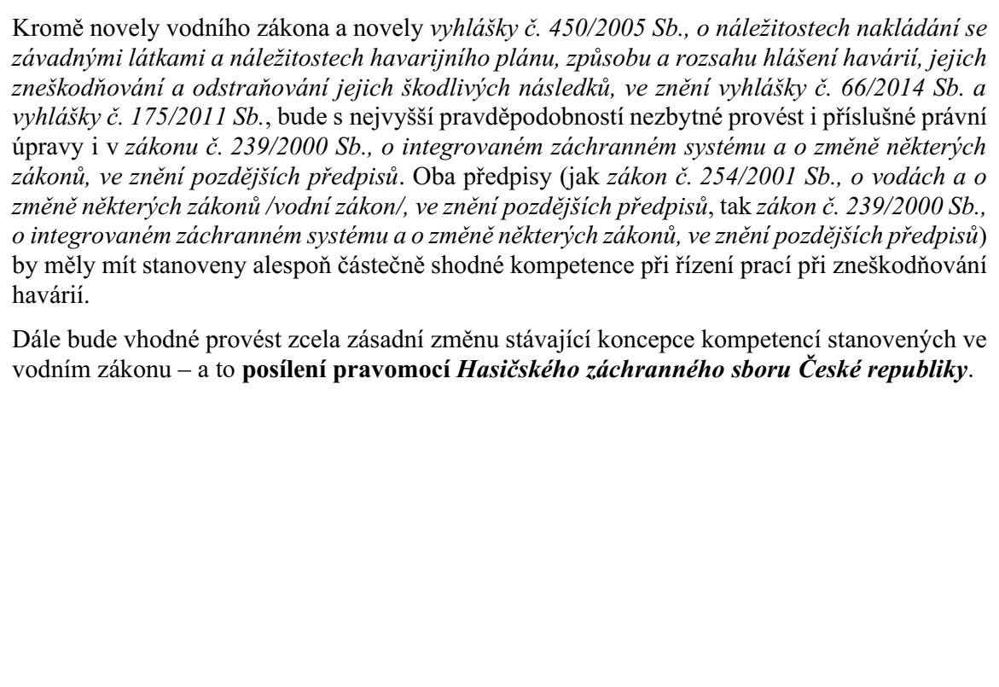 Kromě novely vodního zákona a novely vyhlášky č. 450/2005 Sb., o náležitostech nakládání se
závadnými látkami a náležitostech havarijního plánu, způsobu a rozsahu hlášení havárií, jejich
zneškodňování a odstraňování jejich škodlivých následků, ve znění vyhlášky č. 66/2014 Sb. a
vyhlášky č. 175/2011 Sb., bude s nejvyšší pravděpodobností nezbytné provést i příslušné právní
úpravy i v zákonu č. 239/2000 Sb., o integrovaném záchranném systému a o změně některých
zákonů, ve znění pozdějších předpisů. Oba předpisy (jak zákon č. 254/2001 Sb., o vodách a o
změně některých zákonů /vodní zákon/, ve znění pozdějších předpisů, tak zákon č. 239/2000 Sb.,
o integrovaném záchranném systému a o změně některých zákonů, ve znění pozdějších předpisů)
by měly mít stanoveny alespoň částečně shodné kompetence při řízení prací při zneškodňování
havárií.
Dále bude vhodné provést zcela zásadní změnu stávající koncepce kompetencí stanovených ve
vodním zákonu – a to posílení pravomocí Hasičského záchranného sboru České republiky.